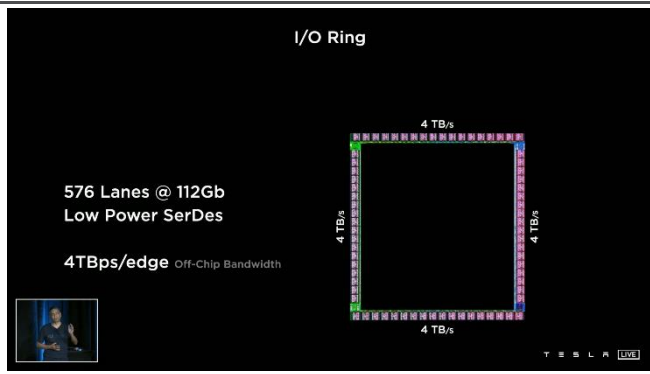 I/O Ring
4 TB/s
576 Lanes @ 112Gb
Low Power SerDes
4 TB/s
4 TB/s
4TBps/edge Off-Chip Bandwidth
4 TB/s
TESLA LIVE